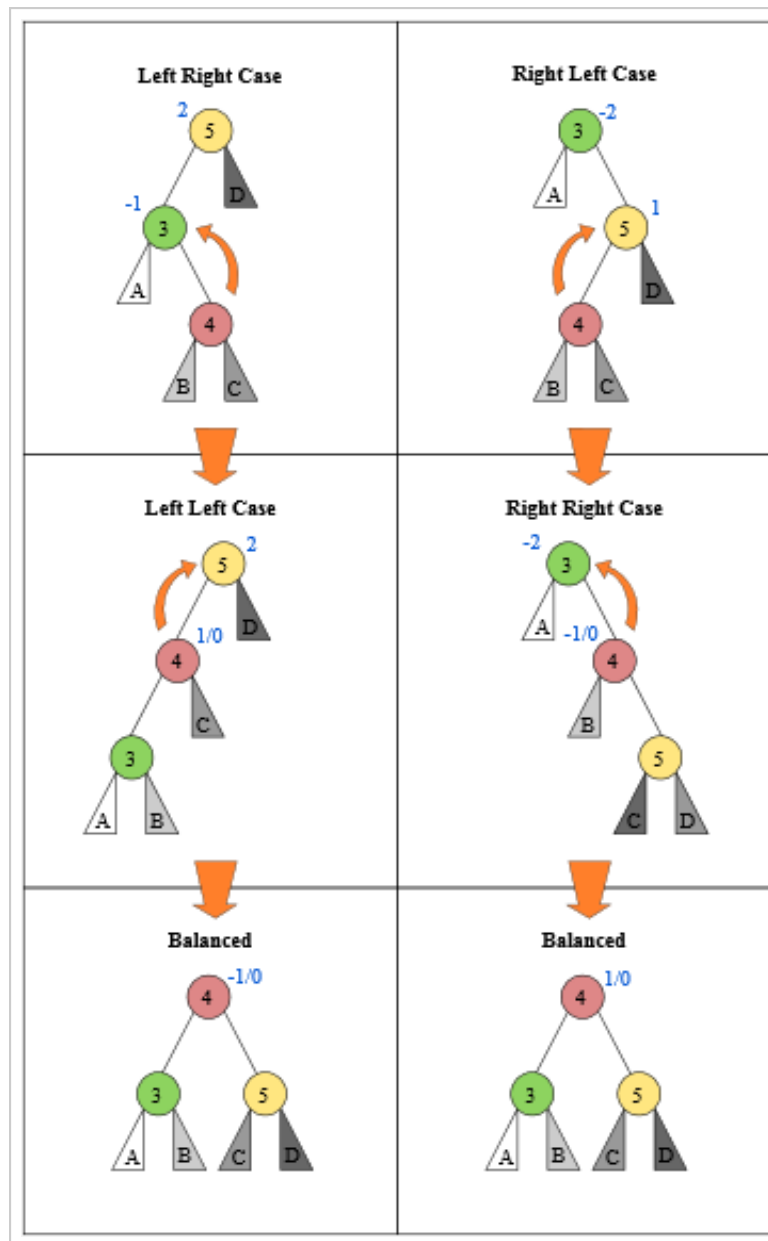 Left Right Case
2
5
D
-1
3
A
4
B C
Right Left Case
-2
3
A
1
5
D
4
B C
Left Left Case
2
5
D
1/0
4
C
3
A B
Right Right Case
-2
3
A
-1/0
4
B
5
C D
Balanced
-1/0
4
3 5
A B C D
Balanced
1/0
4
3 5
A B C D